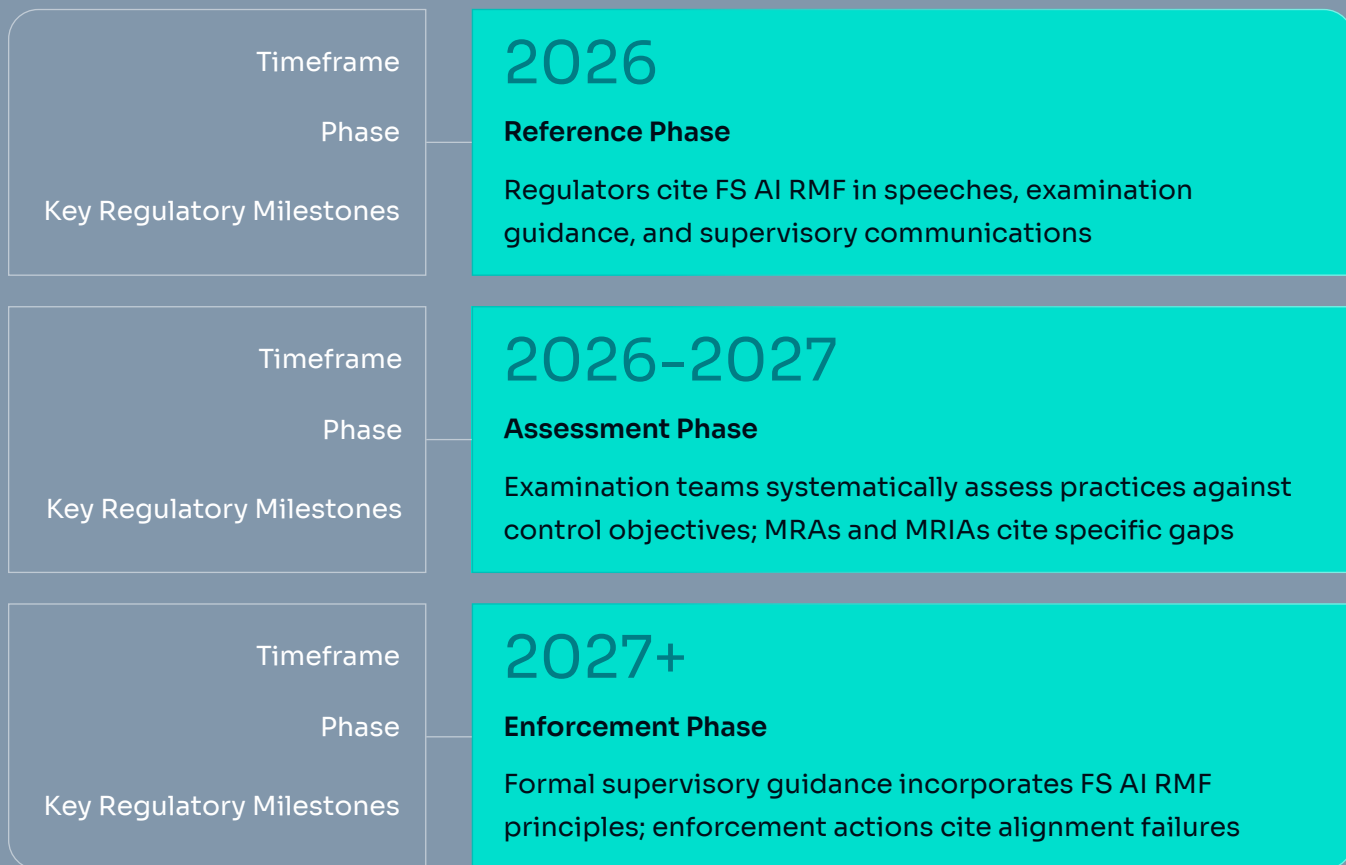 Timeframe
2026
Phase
Reference Phase
Key Regulatory Milestones
Regulators cite FS AI RMF in speeches, examination
guidance, and supervisory communications
Timeframe
2026-2027
Phase
Assessment Phase
Key Regulatory Milestones
Examination teams systematically assess practices against
control objectives; MRAs and MRIAs cite specific gaps
Timeframe
2027+
Phase
Enforcement Phase
Key Regulatory Milestones
Formal supervisory guidance incorporates FS AI RMF
principles; enforcement actions cite alignment failures